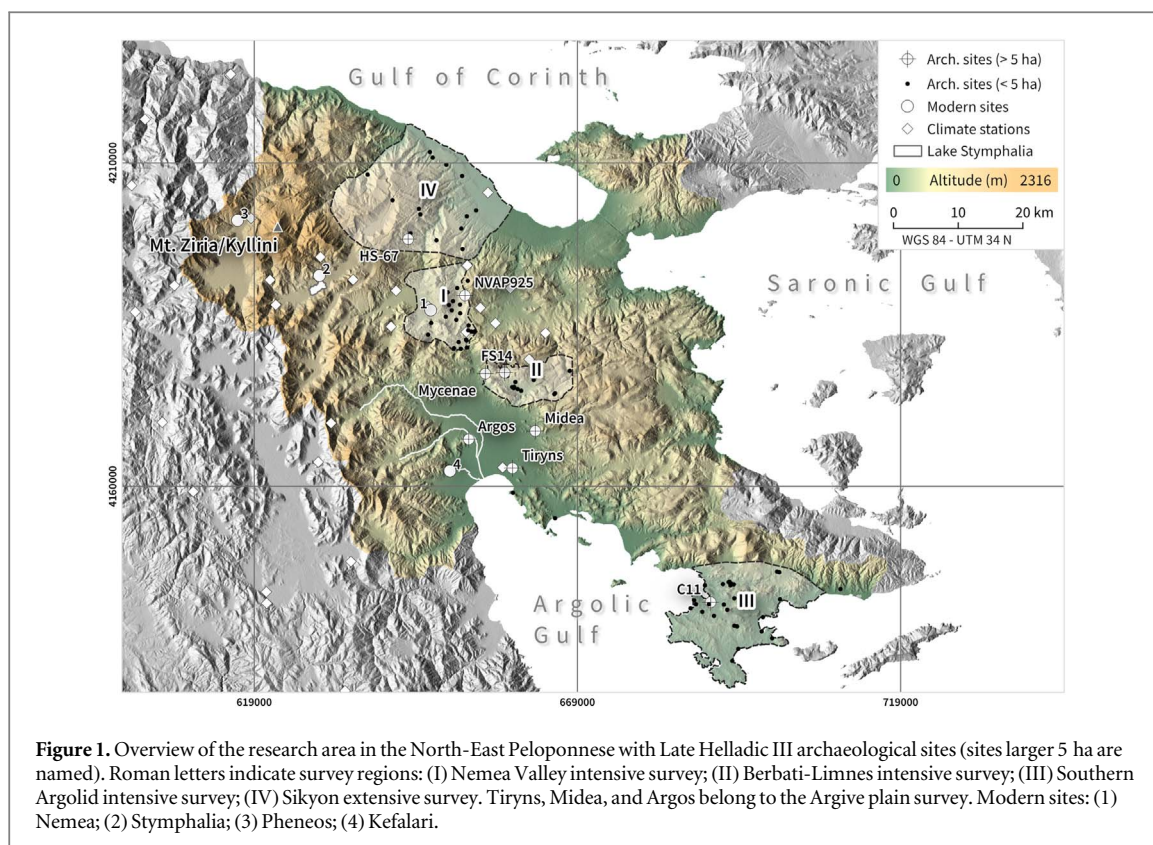 Gulf of Corinth
Arch. sites (> 5 ha)
Arch. sites (< 5 ha)
Modern sites
Climate stations
Lake Stymphalia
0 Altitude (m) 2316
0 10 20 km
WGS 84 - UTM 34 N
4210000
IV
3
Mt. Ziria/Kyllini
HS-67
2
NVAP925
I
1
Saronic Gulf
FS14
II
Mycenae
Midea
Argos
Tiryns
4
4160000
C11
III
Argolic
Gulf
619000 669000 719000
Figure 1. Overview of the research area in the North-East Peloponnese with Late Helladic III archaeological sites (sites larger 5 ha are
named). Roman letters indicate survey regions: (I) Nemea Valley intensive survey; (II) Berbati-Limnes intensive survey; (III) Southern
Argolid intensive survey; (IV) Sikyon extensive survey. Tiryns, Midea, and Argos belong to the Argive plain survey. Modern sites: (1)
Nemea; (2) Stymphalia; (3) Pheneos; (4) Kefalari.